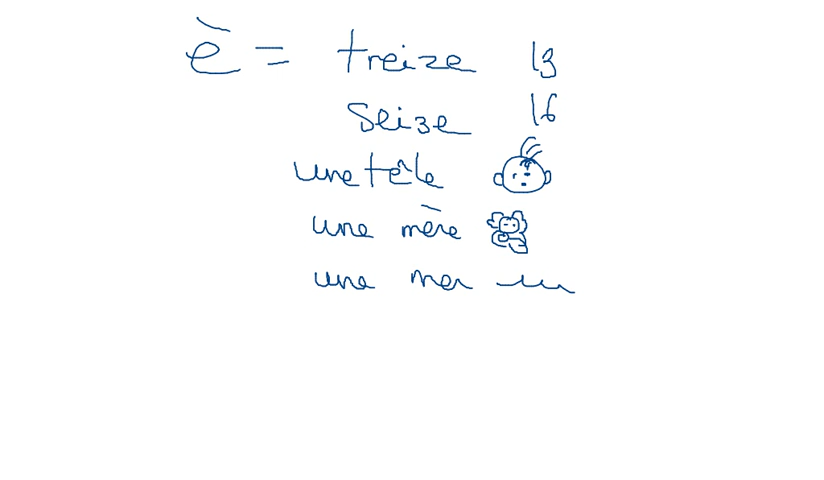 è = treize 13
seize 16
une tête
une mère
une mer